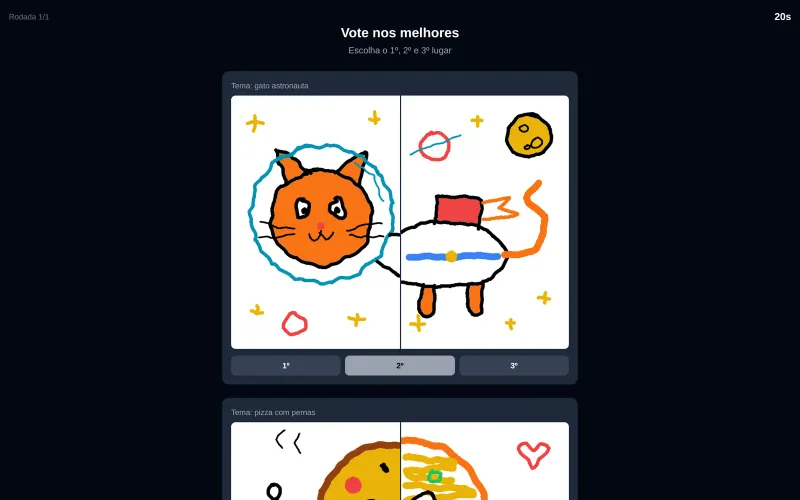 Rodada 1/1
20s
Vote nos melhores
Escolha o 1º, 2º e 3º lugar
Tema: gato astronauta
1º
2º
3º
Tema: pizza com pernas